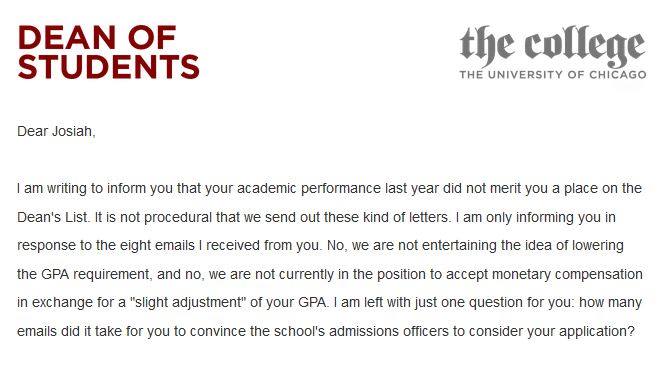 DEAN OF
STUDENTS
the college
THE UNIVERSITY OF CHICAGO
Dear Josiah,
I am writing to inform you that your academic performance last year did not merit you a place on the
Dean's List. It is not procedural that we send out these kind of letters. I am only informing you in
response to the eight emails I received from you. No, we are not entertaining the idea of lowering
the GPA requirement, and no, we are not currently in the position to accept monetary compensation
in exchange for a "slight adjustment" of your GPA. I am left with just one question for you: how many
emails did it take for you to convince the school's admissions officers to consider your application?